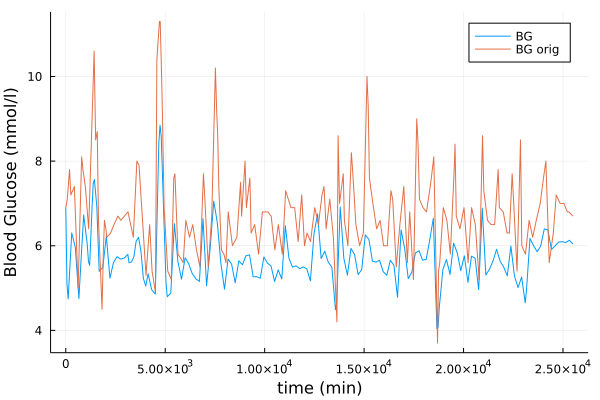 BG
BG orig
Blood Glucose (mmol/l)
10
8
6
4
0
5.00×10³
1.00×10⁴
1.50×10⁴
2.00×10⁴
2.50×10⁴
time (min)